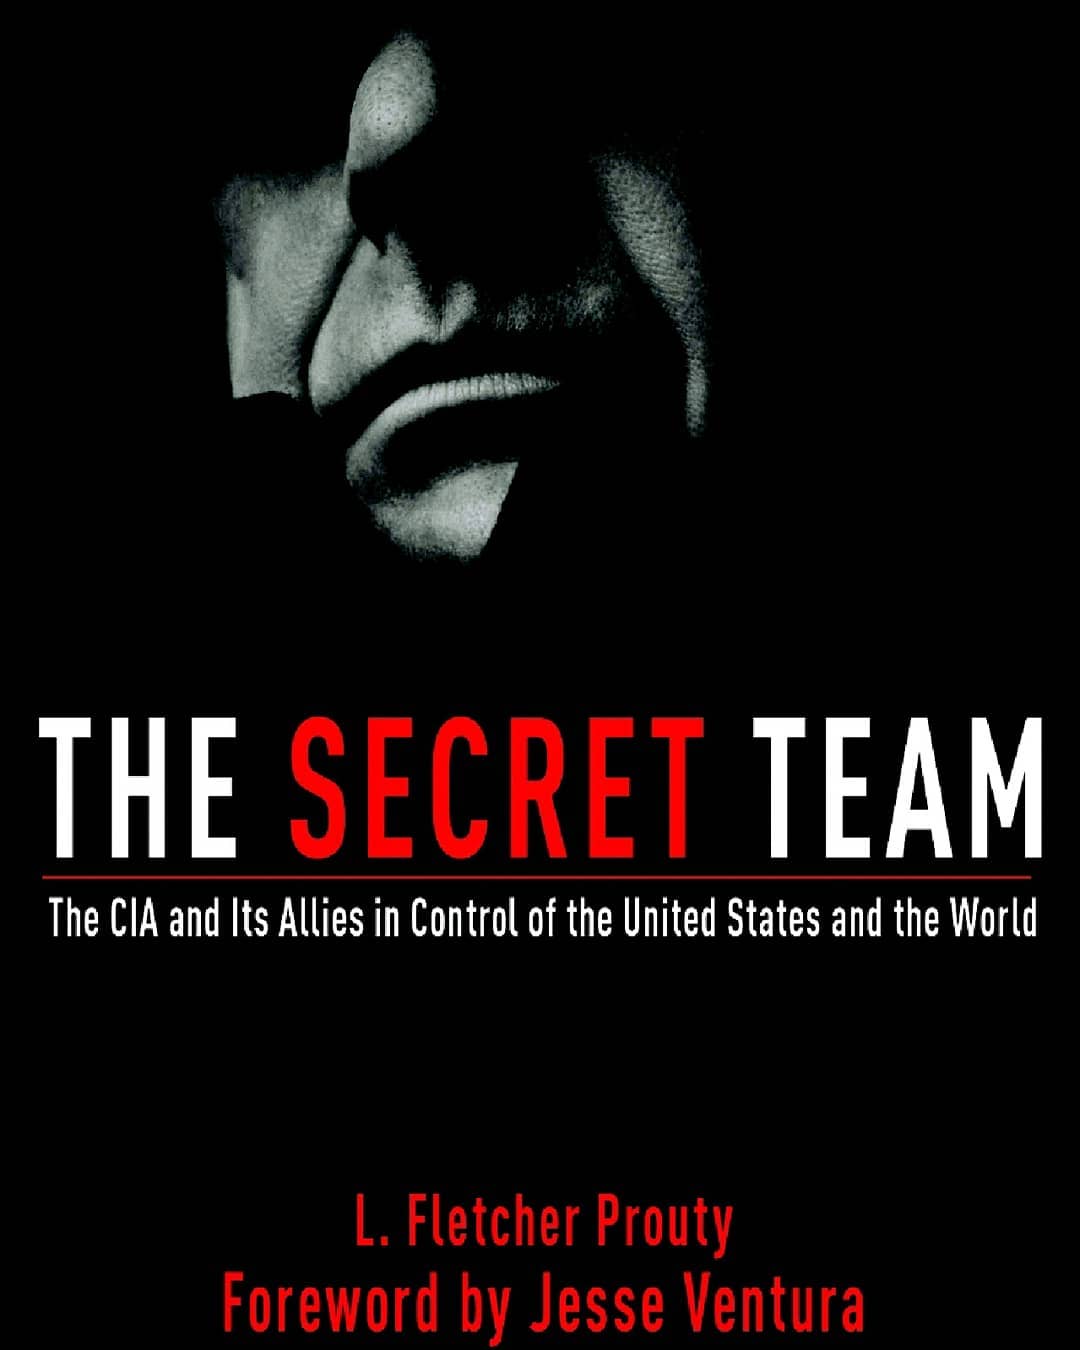 THE SECRET TEAM
The CIA and Its Allies in Control of the United States and the World
L. Fletcher Prouty
Foreword by Jesse Ventura